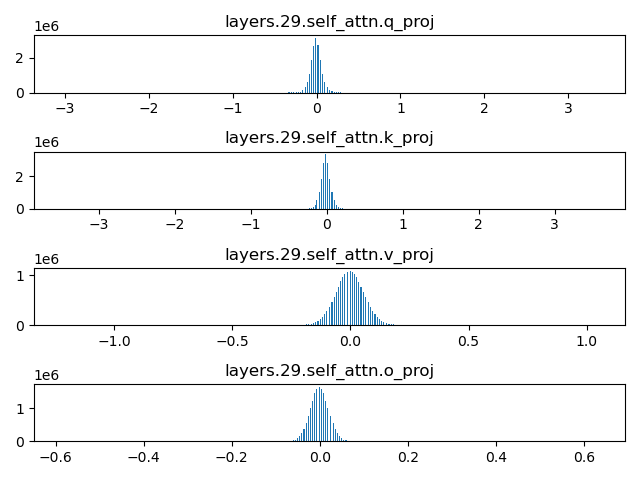 layers.29.self_attn.q_proj
1e6
2
0
−3 −2 −1 0 1 2 3
layers.29.self_attn.k_proj
1e6
2
0
−3 −2 −1 0 1 2 3
layers.29.self_attn.v_proj
1e6
1
0
−1.0 −0.5 0.0 0.5 1.0
layers.29.self_attn.o_proj
1e6
1
0
−0.6 −0.4 −0.2 0.0 0.2 0.4 0.6